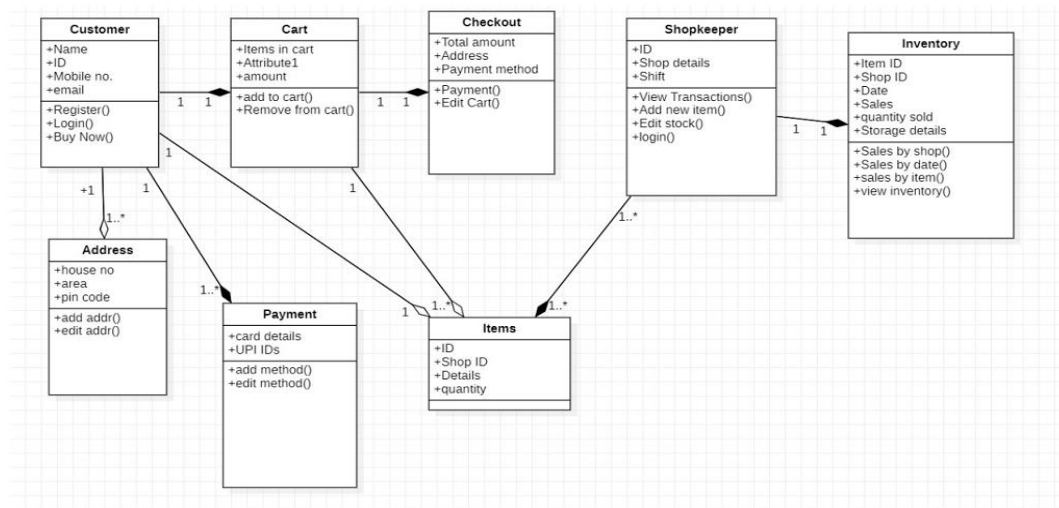 Customer
+Name
+ID
+Mobile no.
+email
+Register()
+Login()
+Buy Now()
Cart
+Items in cart
+Attribute1
+amount
+add to cart()
+Remove from cart()
Checkout
+Total amount
+Address
+Payment method
+Payment()
+Edit Cart()
Shopkeeper
+ID
+Shop details
+Shift
+View Transactions()
+Add new item()
+Edit stock()
+login()
Inventory
+Item ID
+Shop ID
+Date
+Sales
+quantity sold
+Storage details
+Sales by shop()
+Sales by date()
+sales by item()
+view inventory()
1
1
1
1
1
1
1
+1
1
1
1..*
1..*
Address
+house no
+area
+pin code
+add addr()
+edit addr()
1..*
1
1..*
1..*
Payment
+card details
+UPI IDs
+add method()
+edit method()
Items
+ID
+Shop ID
+Details
+quantity